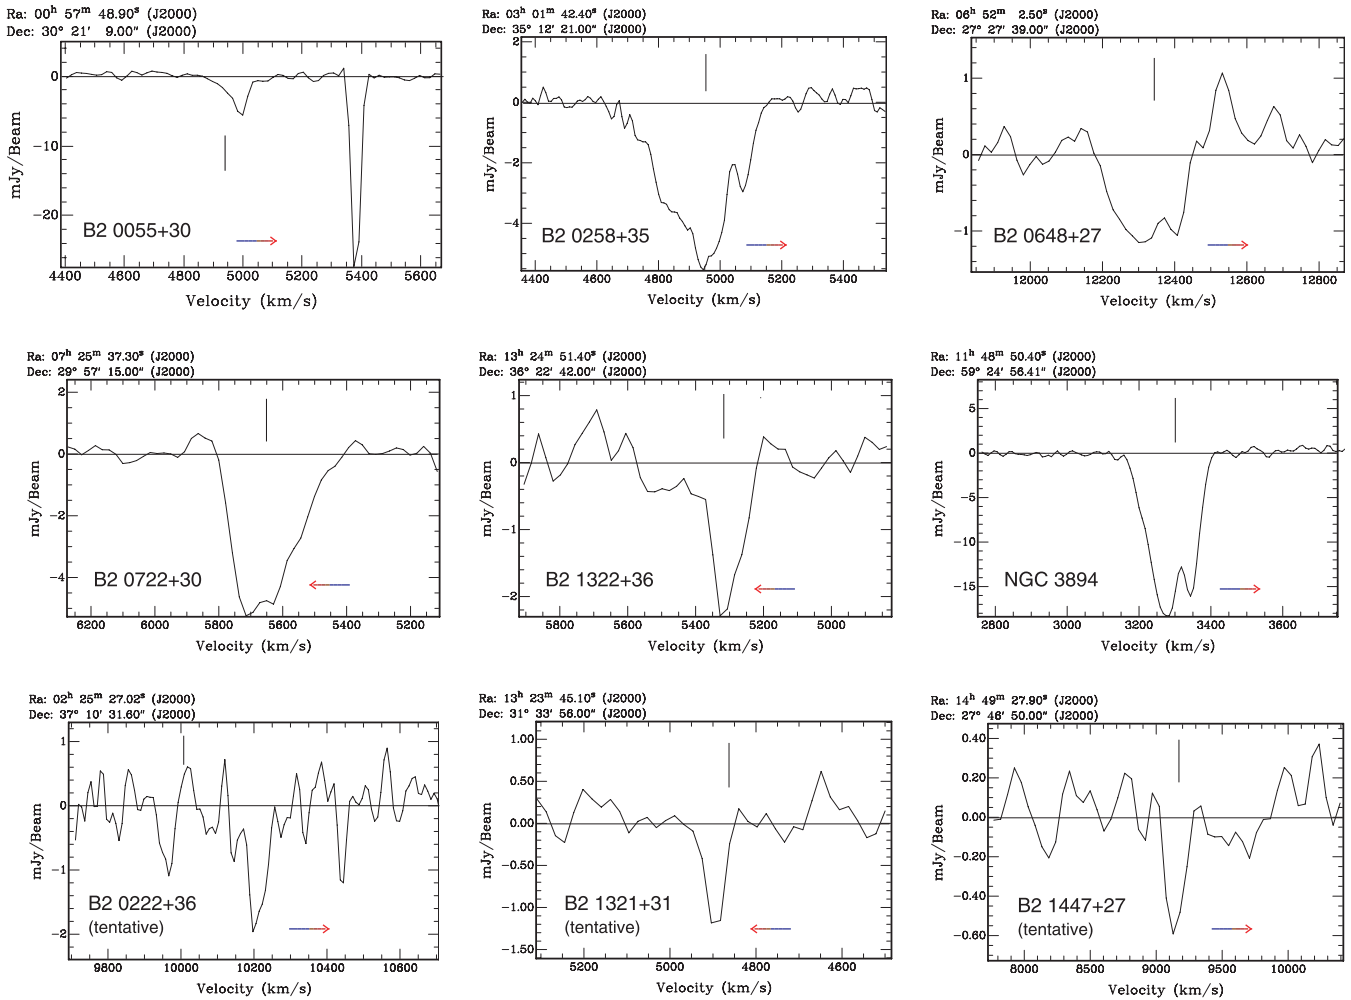 Ra: 00ʰ 57ᵐ 48.90ˢ (J2000)
Dec: 30° 21′ 9.00″ (J2000)
0
−10
−20
mJy/Beam
B2 0055+30
4400 4600 4800 5000 5200 5400 5600
Velocity (km/s)
Ra: 03ʰ 01ᵐ 42.40ˢ (J2000)
Dec: 35° 12′ 21.00″ (J2000)
2
0
−2
−4
mJy/Beam
B2 0258+35
4400 4600 4800 5000 5200 5400
Velocity (km/s)
Ra: 06ʰ 52ᵐ 2.50ˢ (J2000)
Dec: 27° 27′ 39.00″ (J2000)
1
0
−1
mJy/Beam
B2 0648+27
12000 12200 12400 12600 12800
Velocity (km/s)
Ra: 07ʰ 25ᵐ 37.30ˢ (J2000)
Dec: 29° 57′ 15.00″ (J2000)
2
0
−2
−4
mJy/Beam
B2 0722+30
6200 6000 5800 5600 5400 5200
Velocity (km/s)
Ra: 13ʰ 24ᵐ 51.40ˢ (J2000)
Dec: 36° 22′ 42.00″ (J2000)
1
0
−1
−2
mJy/Beam
B2 1322+36
5800 5600 5400 5200 5000
Velocity (km/s)
Ra: 11ʰ 48ᵐ 50.40ˢ (J2000)
Dec: 59° 24′ 56.41″ (J2000)
5
0
−5
−10
−15
mJy/Beam
NGC 3894
2800 3000 3200 3400 3600
Velocity (km/s)
Ra: 02ʰ 25ᵐ 27.02ˢ (J2000)
Dec: 37° 10′ 31.60″ (J2000)
1
0
−1
−2
mJy/Beam
B2 0222+36
(tentative)
9800 10000 10200 10400 10600
Velocity (km/s)
Ra: 13ʰ 23ᵐ 45.10ˢ (J2000)
Dec: 31° 33′ 56.00″ (J2000)
1.00
0.50
0.00
−0.50
−1.00
−1.50
mJy/Beam
B2 1321+31
(tentative)
5200 5000 4800 4600
Velocity (km/s)
Ra: 14ʰ 49ᵐ 27.90ˢ (J2000)
Dec: 27° 46′ 50.00″ (J2000)
0.40
0.20
0.00
−0.20
−0.40
−0.60
mJy/Beam
B2 1447+27
(tentative)
8000 8500 9000 9500 10000
Velocity (km/s)